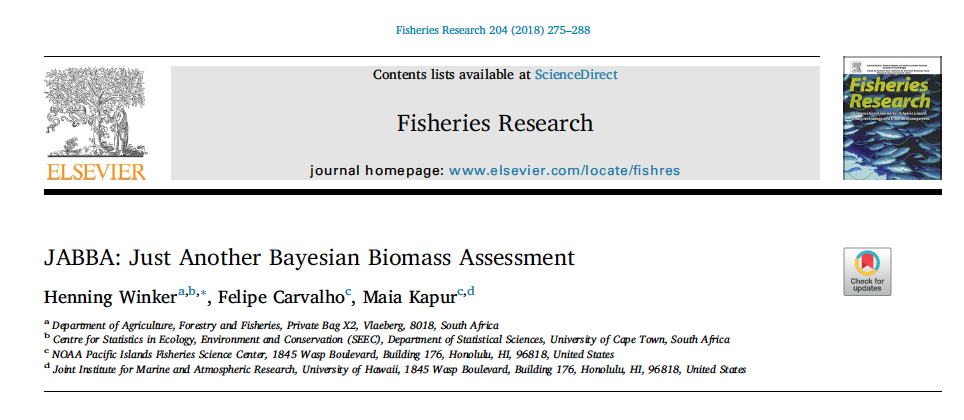 Fisheries Research 204 (2018) 275–288
Contents lists available at ScienceDirect
Fisheries Research
journal homepage: www.elsevier.com/locate/fishres
ELSEVIER
Fisheries
Research
JABBA: Just Another Bayesian Biomass Assessment
Check for
updates
Henning Winkera,b,⁎, Felipe Carvalhoc, Maia Kapurc,d
a Department of Agriculture, Forestry and Fisheries, Private Bag X2, Vlaeberg, 8018, South Africa
b Centre for Statistics in Ecology, Environment and Conservation (SEEC), Department of Statistical Sciences, University of Cape Town, South Africa
c NOAA Pacific Islands Fisheries Science Center, 1845 Wasp Boulevard, Building 176, Honolulu, HI, 96818, United States
d Joint Institute for Marine and Atmospheric Research, University of Hawaii, 1845 Wasp Boulevard, Building 176, Honolulu, HI, 96818, United States